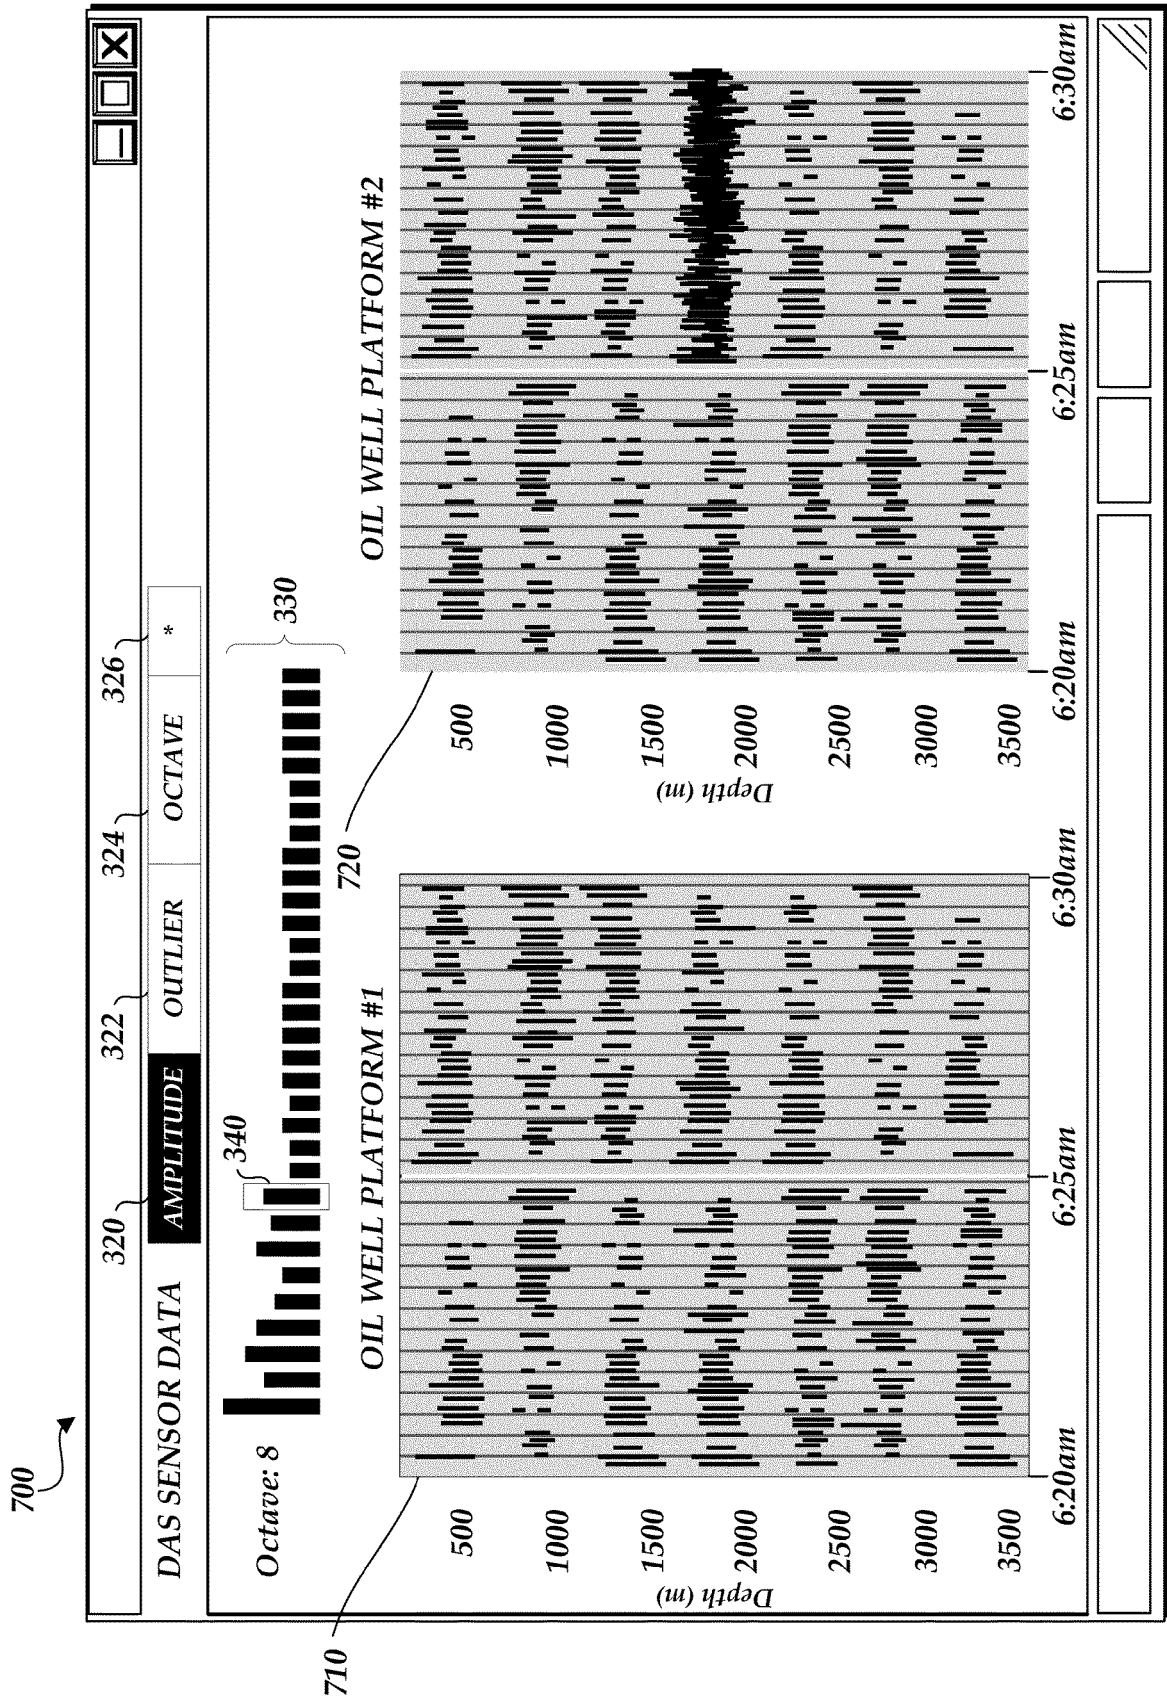 700
320
322
324
326
DAS SENSOR DATA
AMPLITUDE
OUTLIER
OCTAVE
*
Octave: 8
340
330
710
OIL WELL PLATFORM #1
720
OIL WELL PLATFORM #2
Depth (m)
500
1000
1500
2000
2500
3000
3500
6:20am
6:25am
6:30am
Depth (m)
500
1000
1500
2000
2500
3000
3500
6:20am
6:25am
6:30am